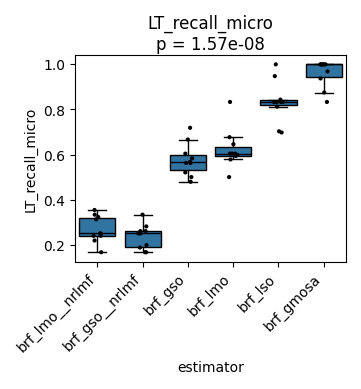 LT_recall_micro
p = 1.57e-08
LT_recall_micro
1.0
0.8
0.6
0.4
0.2
brf_lmo__nrlmf
brf_gso__nrlmf
brf_gso
brf_lmo
brf_lso
brf_gmosa
estimator